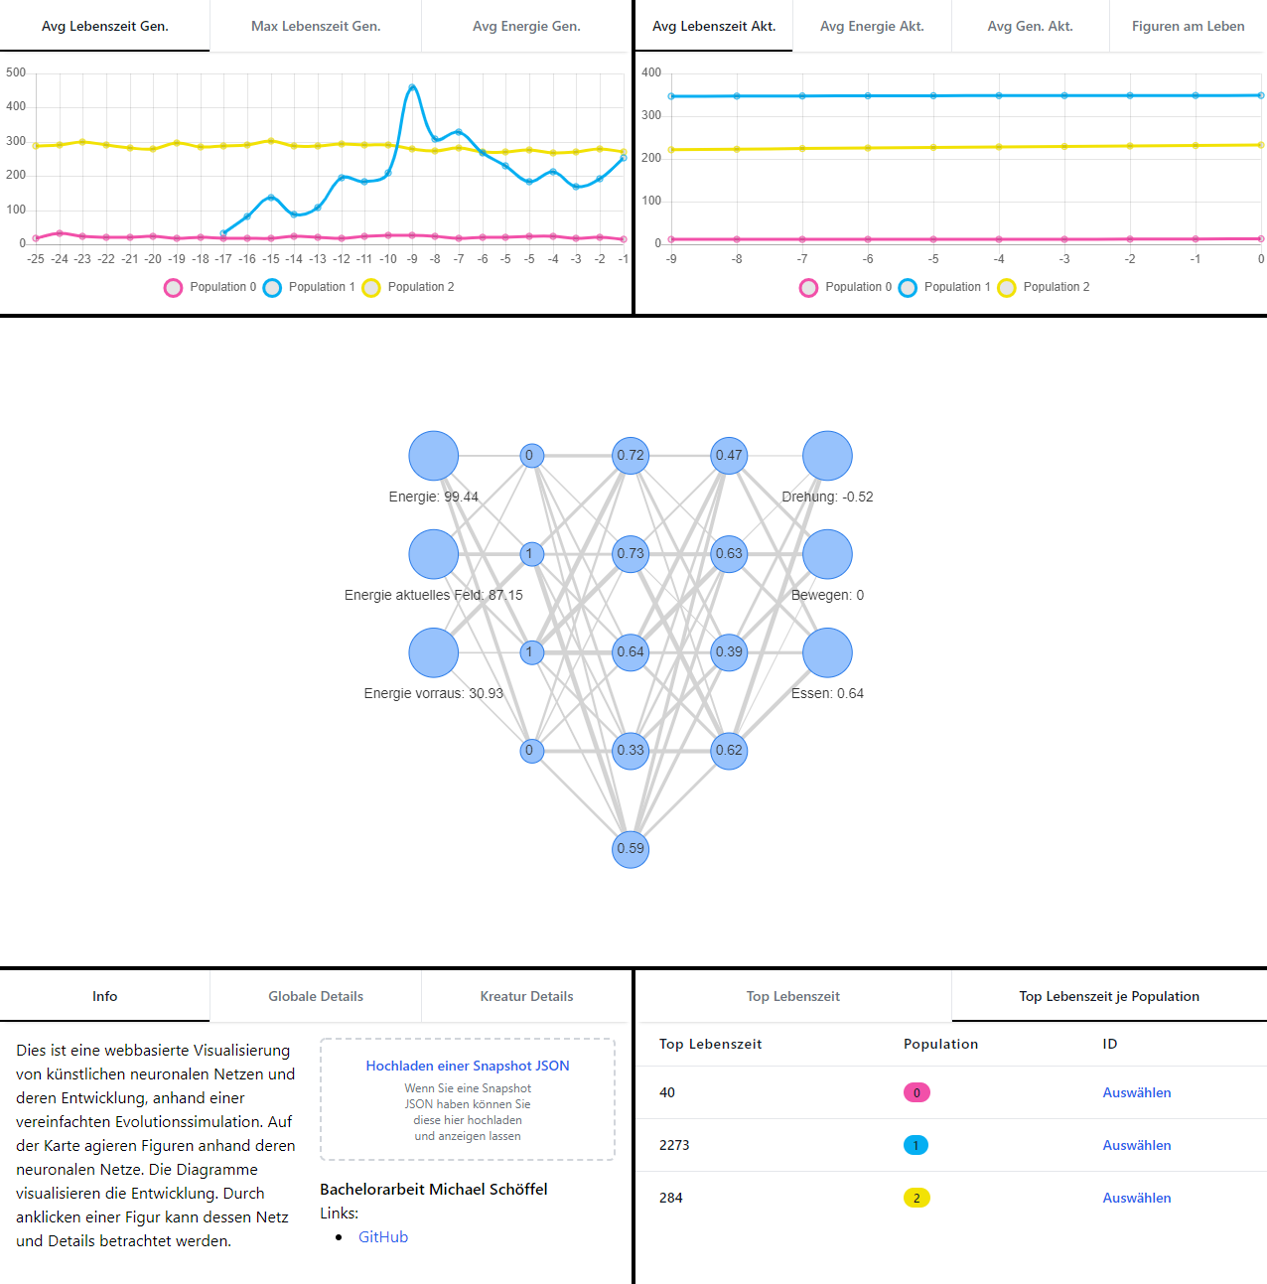 Avg Lebenszeit Gen.
Max Lebenszeit Gen.
Avg Energie Gen.
500
400
300
200
100
0
-25 -24 -23 -22 -21 -20 -19 -18 -17 -16 -15 -14 -13 -12 -11 -10 -9 -8 -7 -6 -5 -4 -3 -2 -1
Population 0 Population 1 Population 2
Avg Lebenszeit Akt.
Avg Energie Akt.
Avg Gen. Akt.
Figuren am Leben
400
300
200
100
0
-9 -8 -7 -6 -5 -4 -3 -2 -1 0
Population 0 Population 1 Population 2
0 0.72 0.47
Energie: 99.44 Drehung: -0.52
1 0.73 0.63
Energie aktuelles Feld: 87.15 Bewegen: 0
1 0.64 0.39
Energie vorraus: 30.93 Essen: 0.64
0 0.33 0.62
0.59
Info
Globale Details
Kreatur Details
Dies ist eine webbasierte Visualisierung
von künstlichen neuronalen Netzen und
deren Entwicklung, anhand einer
vereinfachten Evolutionssimulation. Auf
der Karte agieren Figuren anhand deren
neuronalen Netze. Die Diagramme
visualisieren die Entwicklung. Durch
anklicken einer Figur kann dessen Netz
und Details betrachtet werden.
Hochladen einer Snapshot JSON
Wenn Sie eine Snapshot
JSON haben können Sie
diese hier hochladen
und anzeigen lassen
Bachelorarbeit Michael Schöffel
Links:
GitHub
Top Lebenszeit
Top Lebenszeit je Population
Top Lebenszeit Population ID
40 0 Auswählen
2273 1 Auswählen
284 2 Auswählen